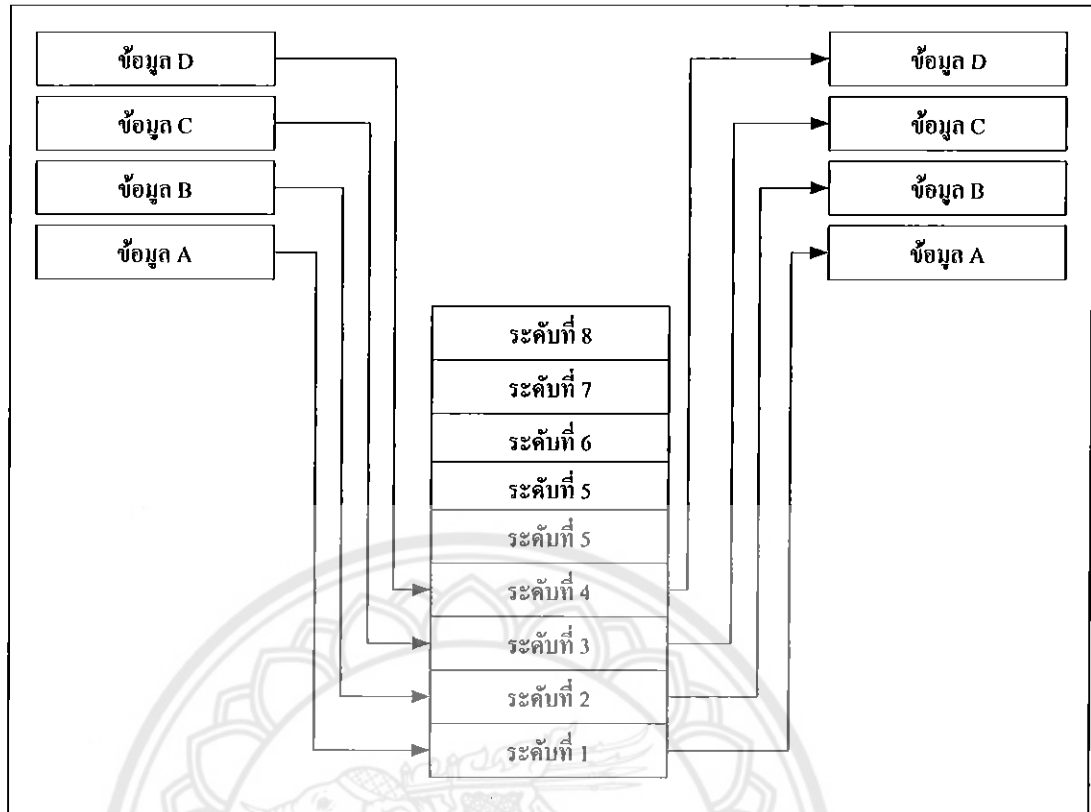 ข้อมูล D
ข้อมูล C
ข้อมูล B
ข้อมูล A
ข้อมูล D
ข้อมูล C
ข้อมูล B
ข้อมูล A
ระดับที่ 8
ระดับที่ 7
ระดับที่ 6
ระดับที่ 5
ระดับที่ 5
ระดับที่ 4
ระดับที่ 3
ระดับที่ 2
ระดับที่ 1